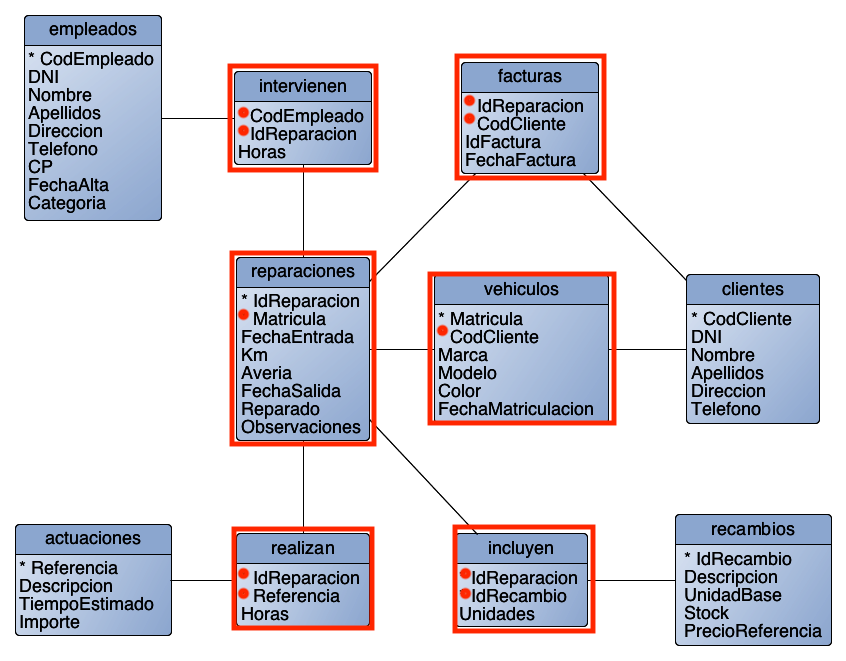 empleados
* CodEmpleado
DNI
Nombre
Apellidos
Direccion
Telefono
CP
FechaAlta
Categoria
intervienen
CodEmpleado
IdReparacion
Horas
facturas
IdReparacion
CodCliente
IdFactura
FechaFactura
reparaciones
* IdReparacion
Matricula
FechaEntrada
Km
Averia
FechaSalida
Reparado
Observaciones
vehiculos
* Matricula
CodCliente
Marca
Modelo
Color
FechaMatriculacion
clientes
* CodCliente
DNI
Nombre
Apellidos
Direccion
Telefono
actuaciones
* Referencia
Descripcion
TiempoEstimado
Importe
realizan
IdReparacion
Referencia
Horas
incluyen
IdReparacion
IdRecambio
Unidades
recambios
* IdRecambio
Descripcion
UnidadBase
Stock
PrecioReferencia